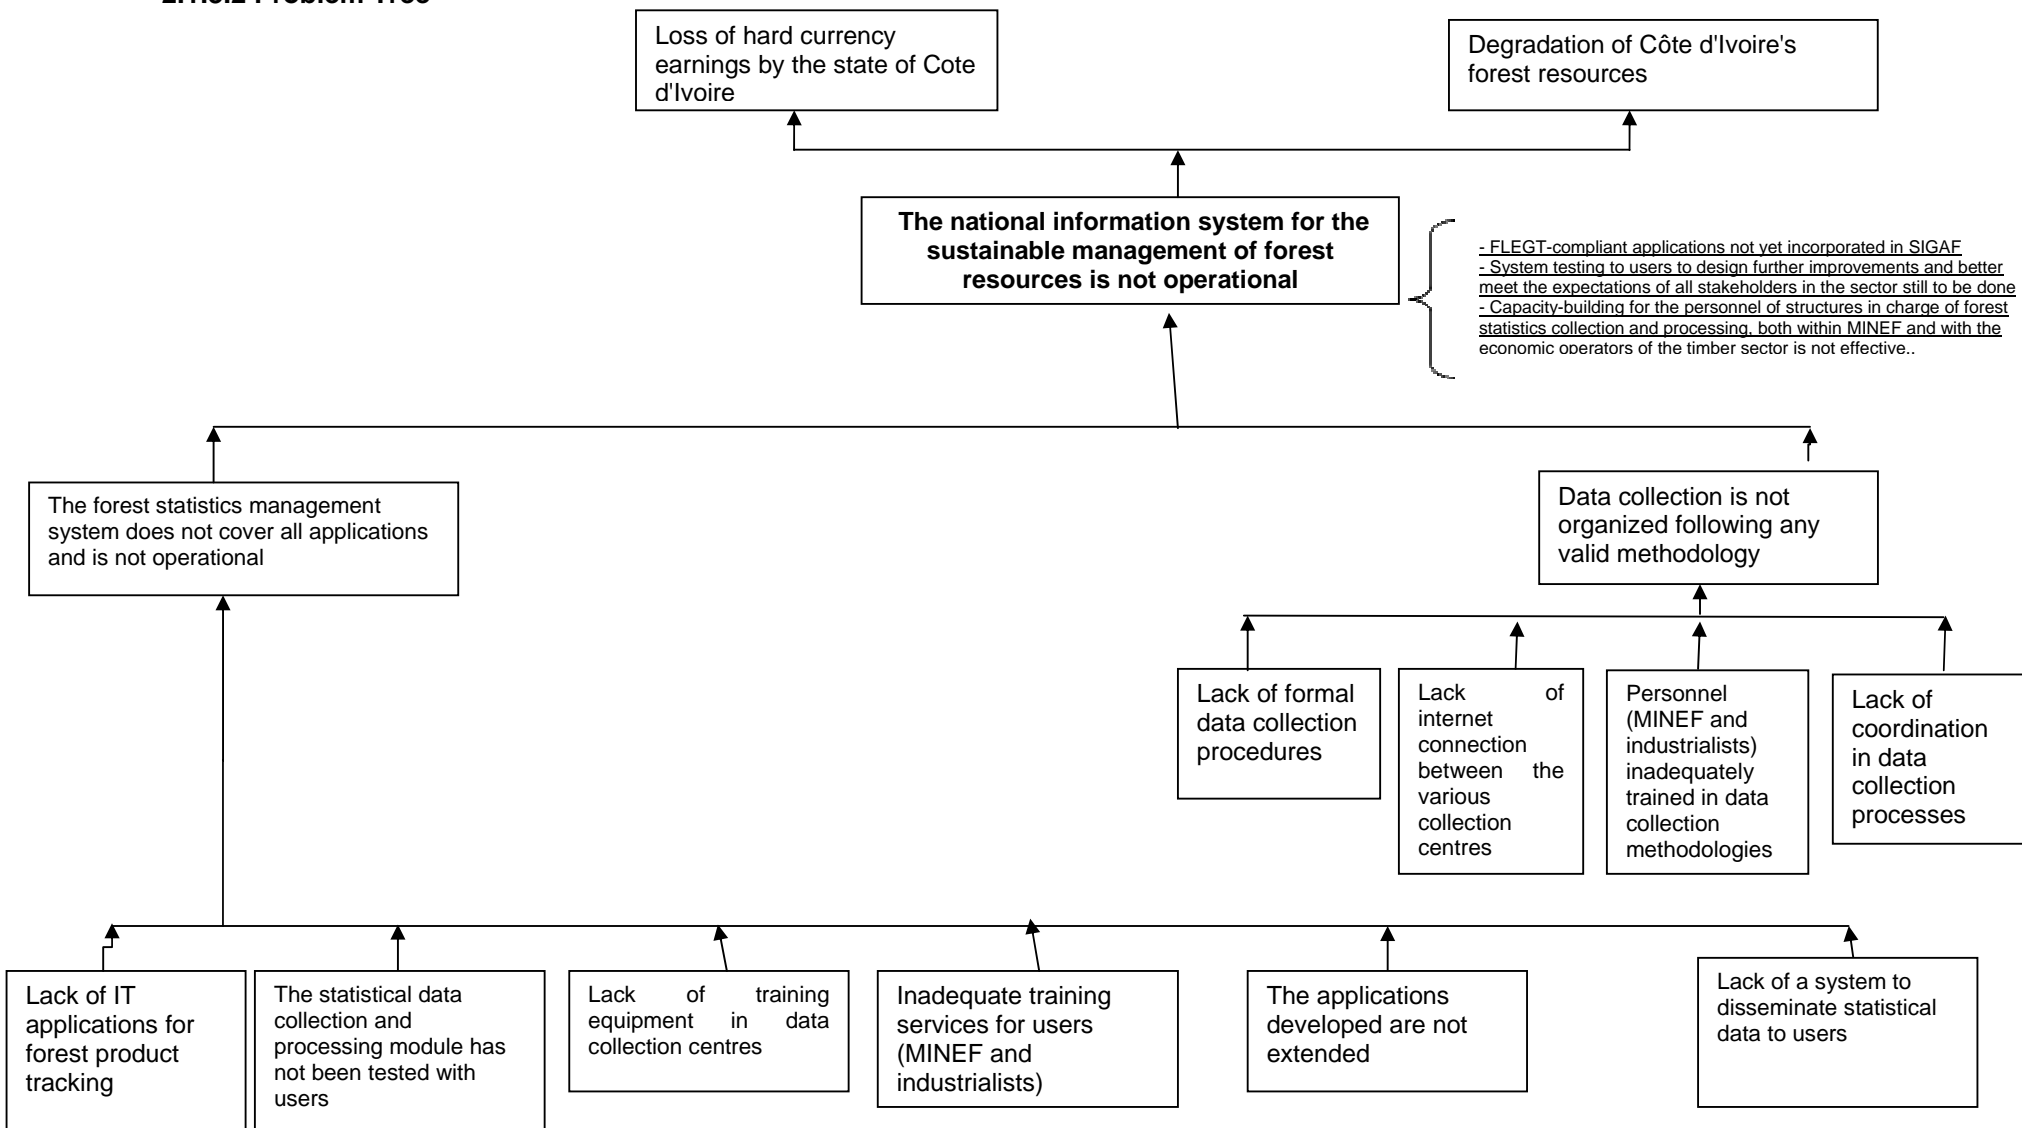 2.1.3.2 Problem Tree
Loss of hard currency
earnings by the state of Cote
d'Ivoire
Degradation of Côte d'Ivoire's
forest resources
The national information system for the
sustainable management of forest
resources is not operational
- FLEGT-compliant applications not yet incorporated in SIGAF
- System testing to users to design further improvements and better
meet the expectations of all stakeholders in the sector still to be done
- Capacity-building for the personnel of structures in charge of forest
statistics collection and processing, both within MINEF and with the
economic operators of the timber sector is not effective..
The forest statistics management
system does not cover all applications
and is not operational
Data collection is not
organized following any
valid methodology
Lack of formal
data collection
procedures
Lack of
internet
connection
between the
various
collection
centres
Personnel
(MINEF and
industrialists)
inadequately
trained in data
collection
methodologies
Lack of
coordination
in data
collection
processes
Lack of IT
applications for
forest product
tracking
The statistical data
collection and
processing module has
not been tested with
users
Lack of training
equipment in data
collection centres
Inadequate training
services for users
(MINEF and
industrialists)
The applications
developed are not
extended
Lack of a system to
disseminate statistical
data to users